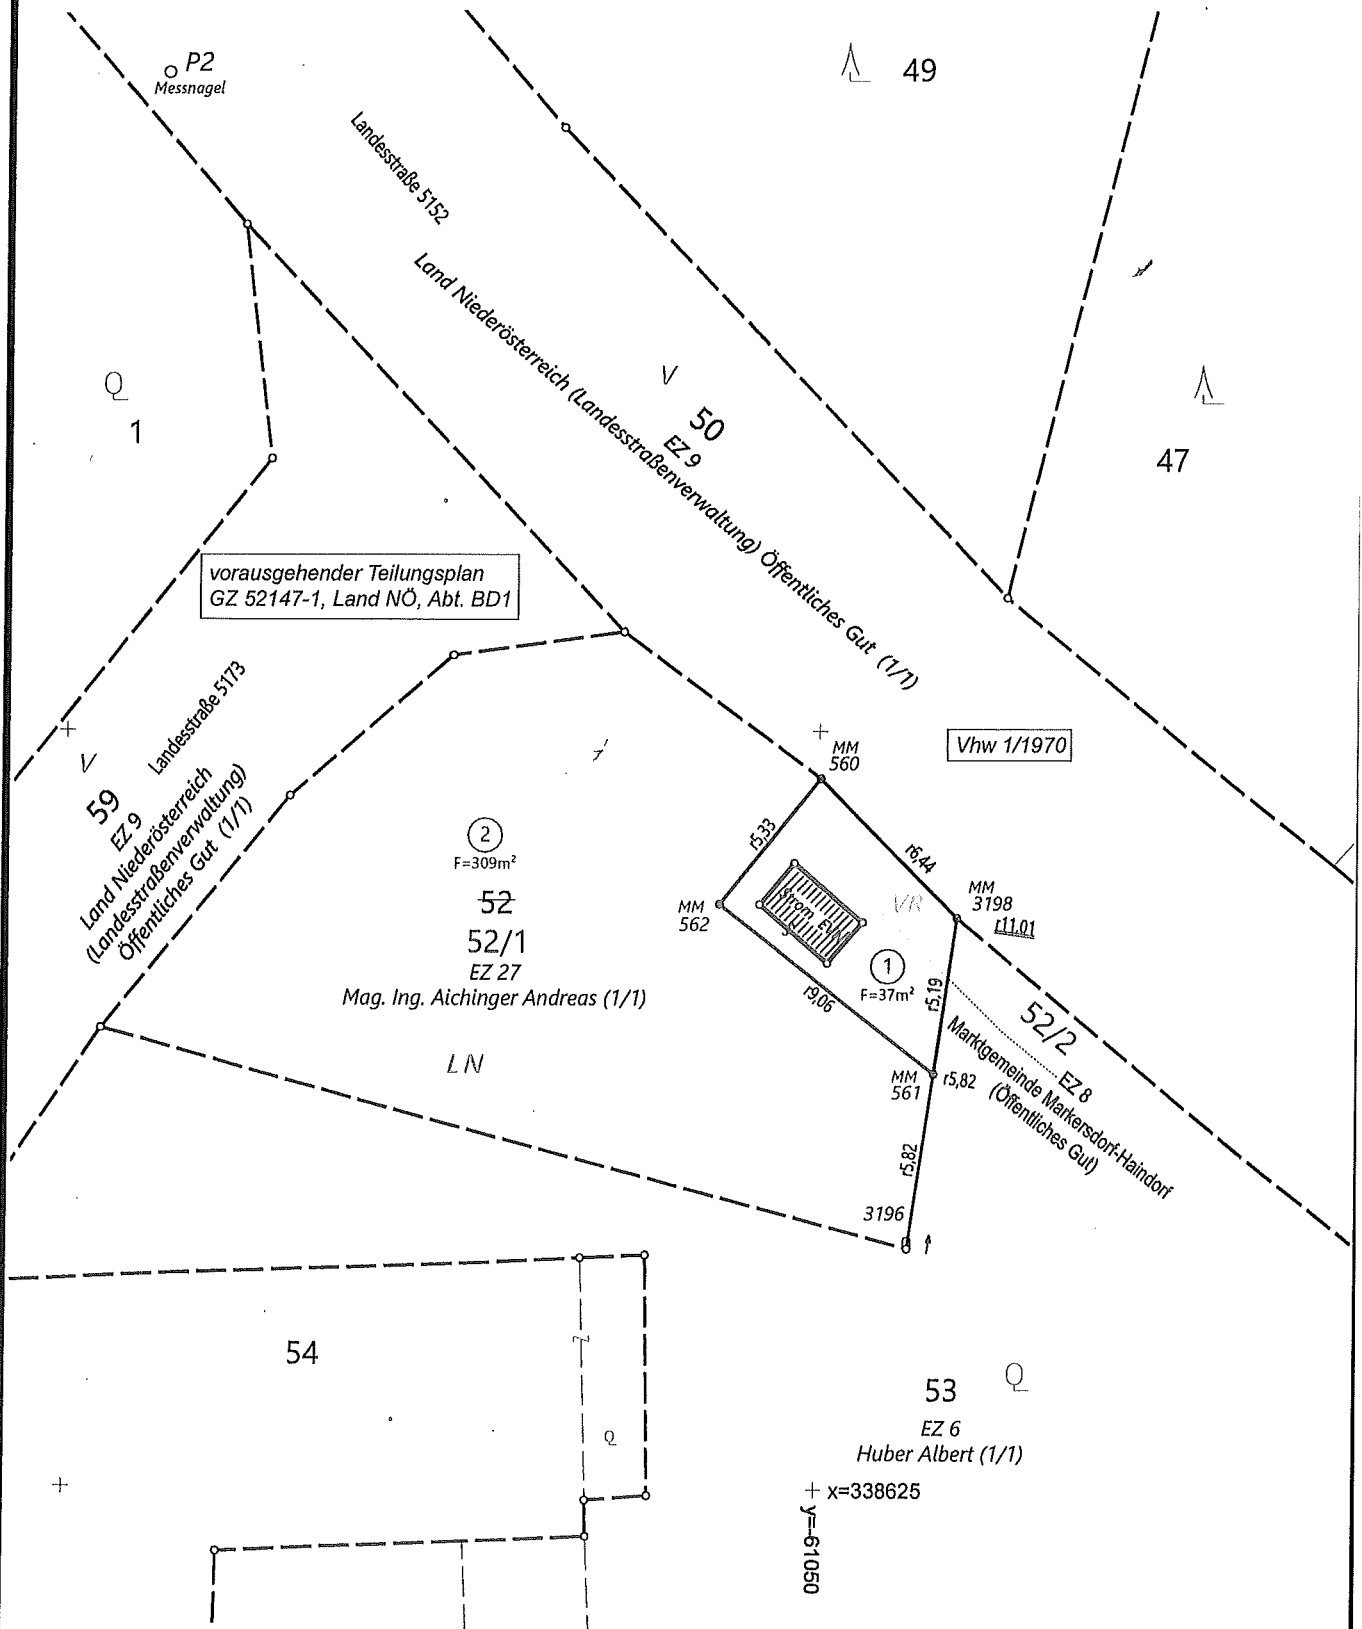 P2
Messnagel
49
Landesstraße 5152
Land Niederösterreich (Landesstraßenverwaltung) Öffentliches Gut (1/1)
V
50
EZ 9
1
47
vorausgehender Teilungsplan
GZ 52147-1, Land NÖ, Abt. BD1
Landesstraße 5173
V
59
EZ 9
Land Niederösterreich
(Landesstraßenverwaltung)
Öffentliches Gut (1/1)
Vhw 1/1970
MM
560
r5,33
r6,44
2
F=309m²
52
52/1
EZ 27
Mag. Ing. Aichinger Andreas (1/1)
LN
MM
562
VR
MM
3198
r11.01
1
F=37m²
r5,19
r9,06
52/2
EZ 8
Marktgemeinde Markersdorf-Haindorf
(Öffentliches Gut)
MM
561
r5,82
r5,82
3196
54
Q
53
EZ 6
Huber Albert (1/1)
x=338625
y=-61050